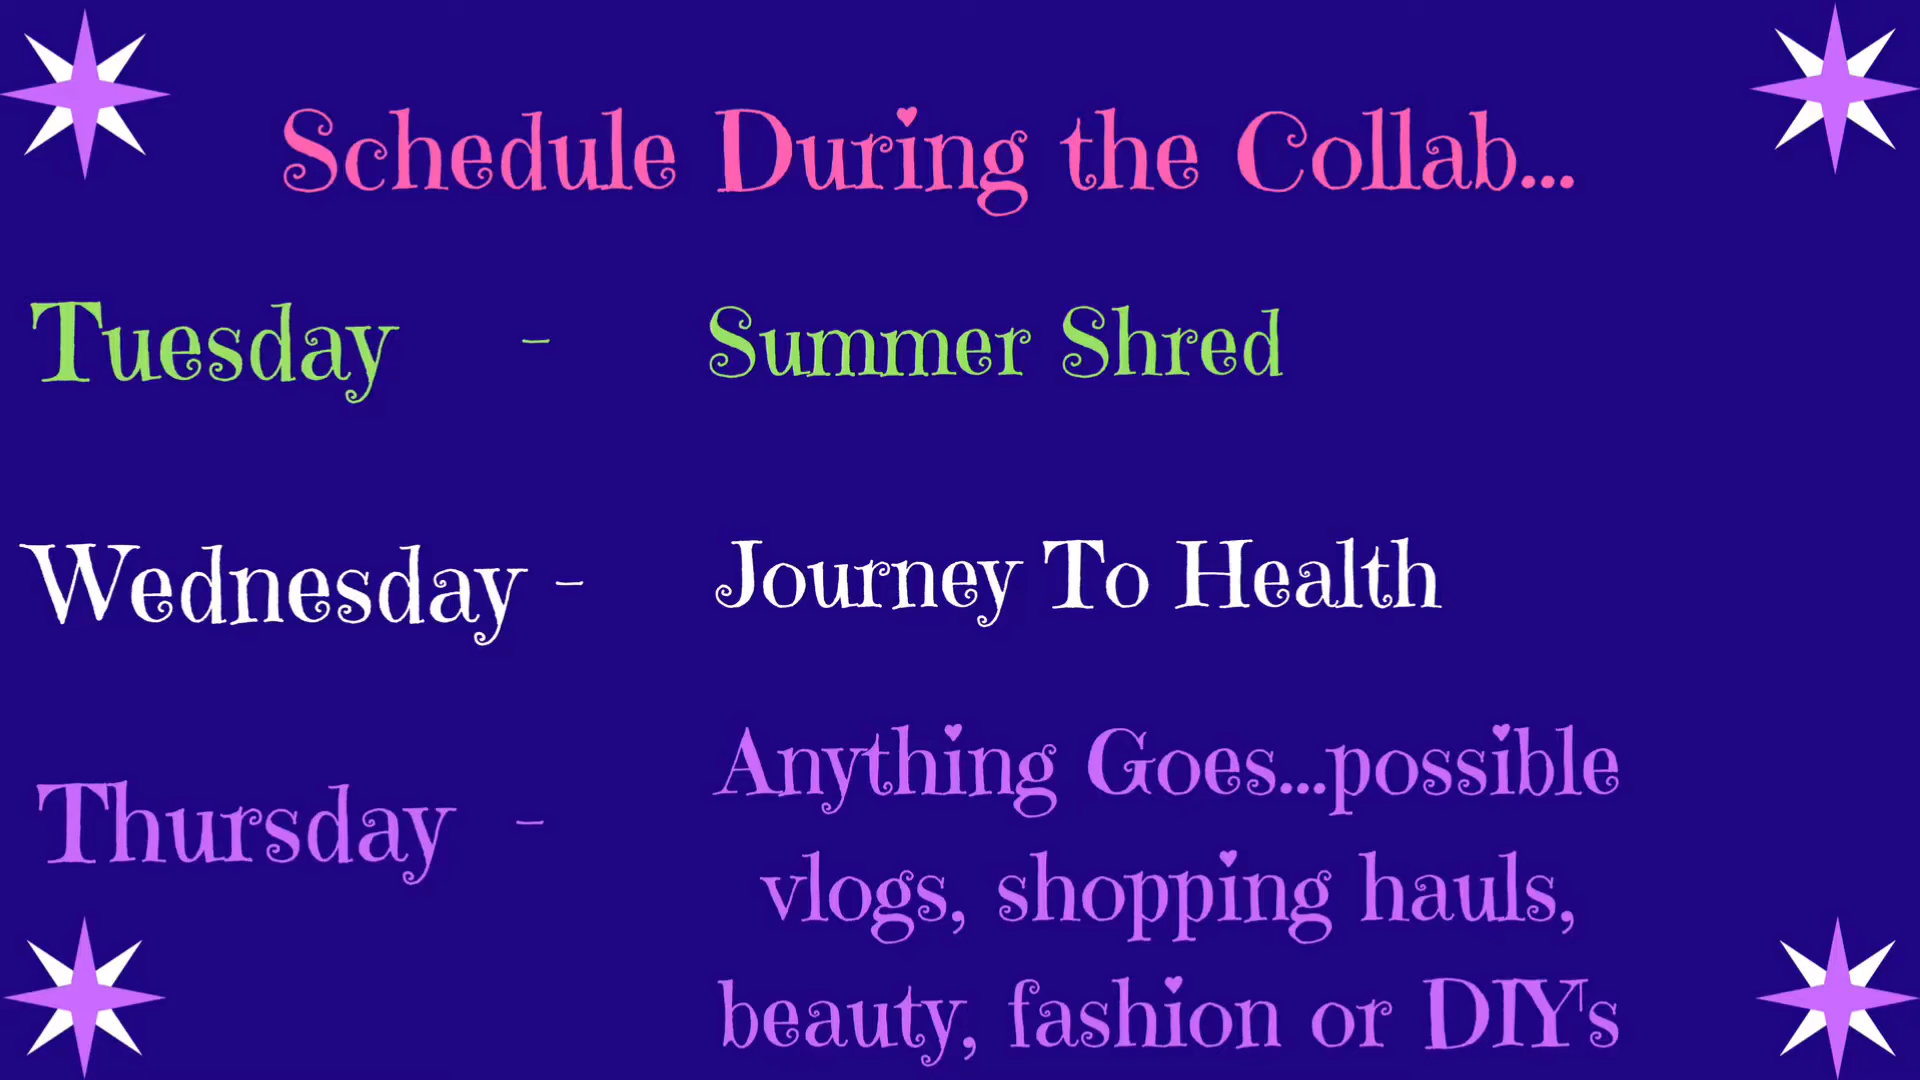 Schedule During the Collab...
Tuesday - Summer Shred
Wednesday - Journey To Health
Thursday - Anything Goes...possible
vlogs, shopping hauls,
beauty, fashion or DIY's